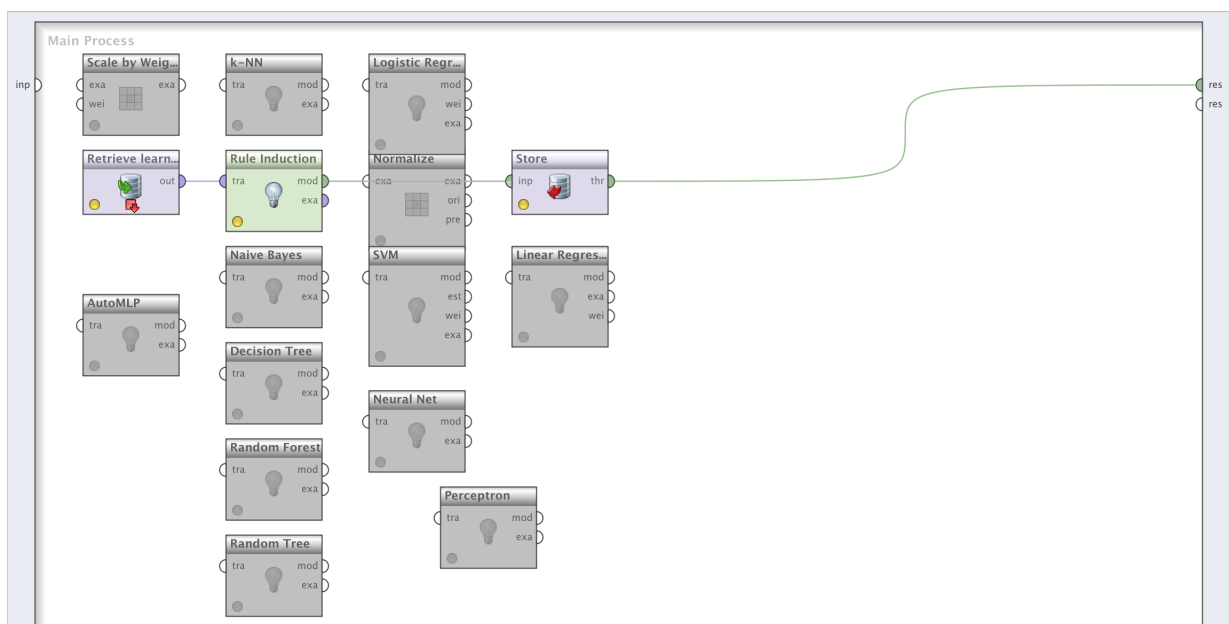 Main Process
inp
res
res
Scale by Weig...
exa exa
wei
k-NN
tra mod
exa
Logistic Regr...
tra mod
wei
exa
Retrieve learn...
out
Rule Induction
tra mod
exa
Normalize
exa exa
ori
pre
Store
inp thr
Naive Bayes
tra mod
exa
SVM
tra mod
est
wei
exa
Linear Regres...
tra mod
exa
wei
AutoMLP
tra mod
exa
Decision Tree
tra mod
exa
Neural Net
tra mod
exa
Random Forest
tra mod
exa
Perceptron
tra mod
exa
Random Tree
tra mod
exa